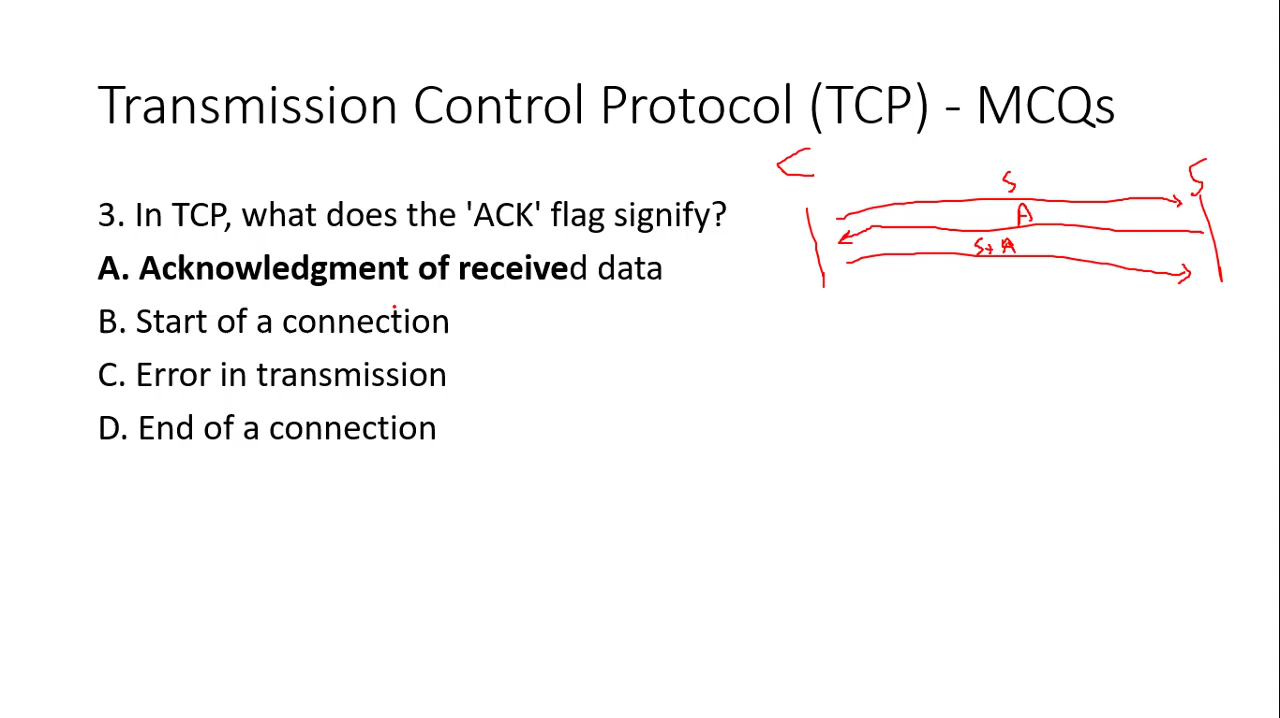 Transmission Control Protocol (TCP) - MCQs
C
S
S
3. In TCP, what does the 'ACK' flag signify?
A
S+A
A. Acknowledgment of received data
B. Start of a connection
C. Error in transmission
D. End of a connection